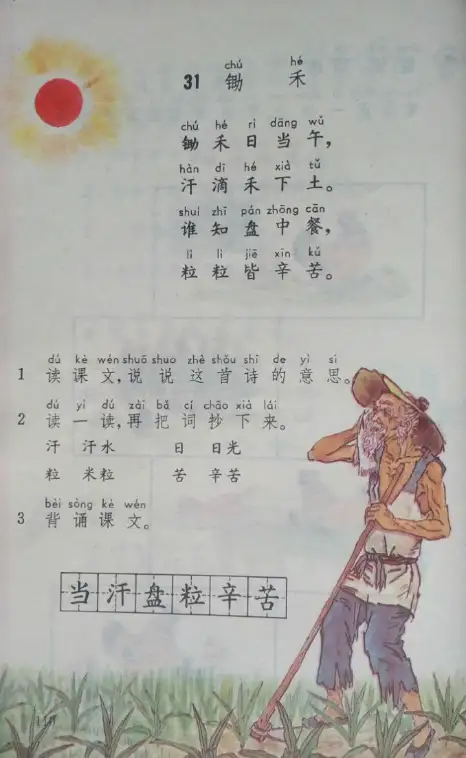 chú hé
31 锄 禾
chú hé rì dāng wǔ
锄 禾 日 当 午，
hàn dī hé xià tǔ
汗 滴 禾 下 土。
shuí zhī pán zhōng cān
谁 知 盘 中 餐，
lì lì jiē xīn kǔ
粒 粒 皆 辛 苦。
dú kè wén shuō shuo zhè shǒu shī de yì si
1 读 课 文，说 说 这 首 诗 的 意 思。
dú yi dú zài bǎ cí chāo xià lái
2 读 一 读，再 把 词 抄 下 来。
汗 汗水 日 日光
粒 米粒 苦 辛苦
bèi sòng kè wén
3 背 诵 课 文。
当 汗 盘 粒 辛 苦
110